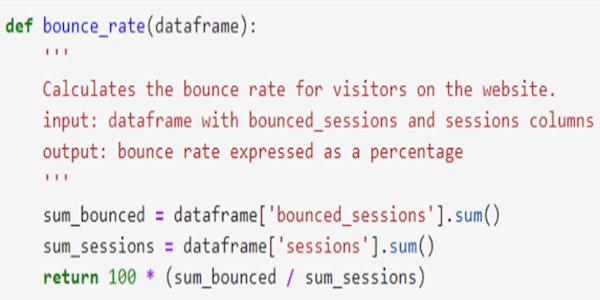 def bounce_rate(dataframe):
'''
Calculates the bounce rate for visitors on the website.
input: dataframe with bounced_sessions and sessions columns
output: bounce rate expressed as a percentage
'''
sum_bounced = dataframe['bounced_sessions'].sum()
sum_sessions = dataframe['sessions'].sum()
return 100 * (sum_bounced / sum_sessions)